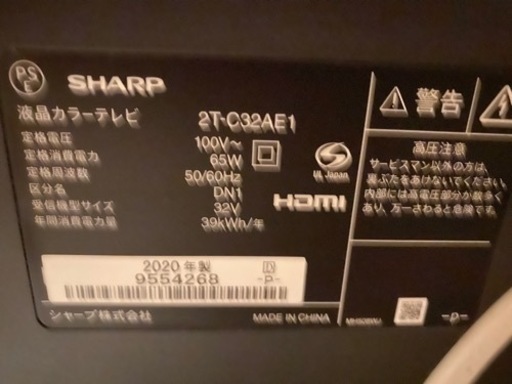 PS
E
SHARP
液晶カラーテレビ 2T-C32AE1
定格電圧 100V～
定格消費電力 65W
定格周波数 50/60Hz
区分名 DN1
受信機型サイズ 32V
年間消費電力量 39kWh/年
Japan
HDMI
2020年製 D
9554268 -P-
シャープ株式会社 MADE IN CHINA
警告
高圧注意
サービスマン以外の方は、
裏ぶたをあけないでください。
内部には高電圧部分が数多く
あり、万一さわると危険です。
-P-